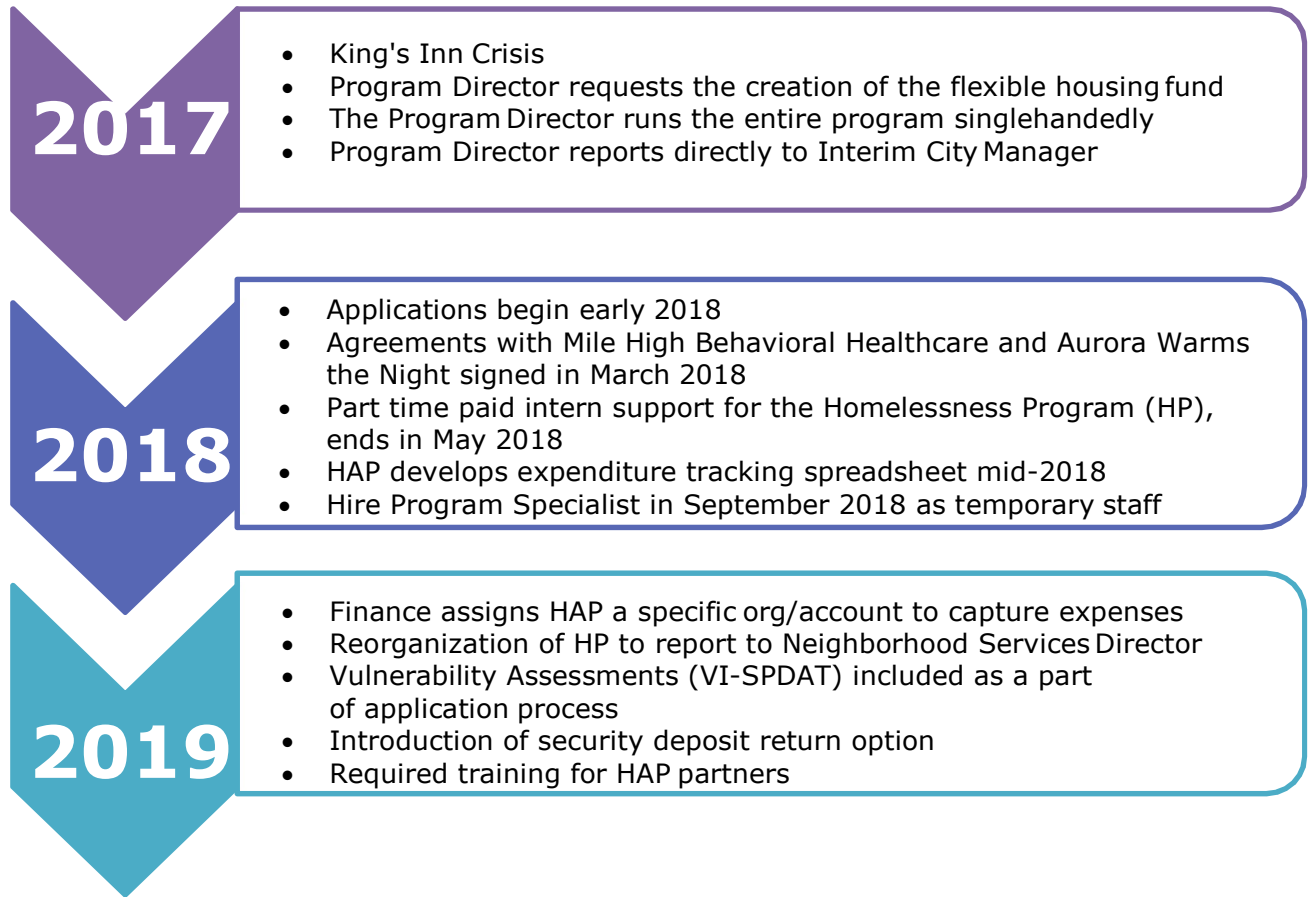 2017
• King's Inn Crisis
• Program Director requests the creation of the flexible housing fund
• The Program Director runs the entire program singlehandedly
• Program Director reports directly to Interim City Manager
2018
• Applications begin early 2018
• Agreements with Mile High Behavioral Healthcare and Aurora Warms
the Night signed in March 2018
• Part time paid intern support for the Homelessness Program (HP),
ends in May 2018
• HAP develops expenditure tracking spreadsheet mid-2018
• Hire Program Specialist in September 2018 as temporary staff
2019
• Finance assigns HAP a specific org/account to capture expenses
• Reorganization of HP to report to Neighborhood Services Director
• Vulnerability Assessments (VI-SPDAT) included as a part
of application process
• Introduction of security deposit return option
• Required training for HAP partners